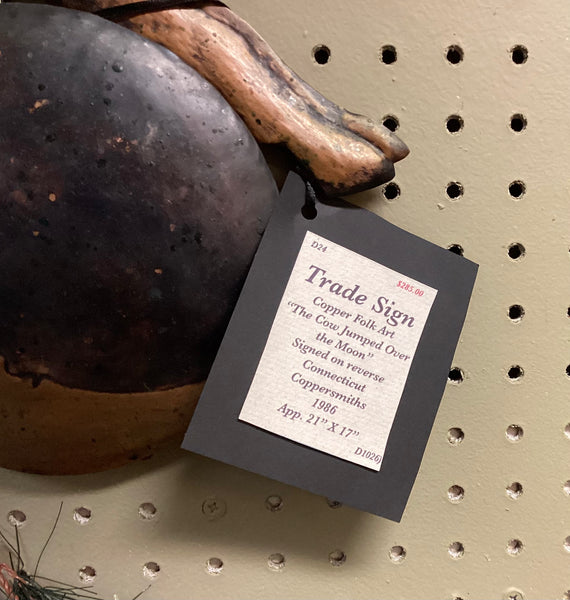 D24
$285.00
Trade Sign
Copper Folk Art
“The Cow Jumped Over
the Moon”
Signed on reverse
Connecticut
Coppersmiths
1986
App. 21” X 17”
D1026J